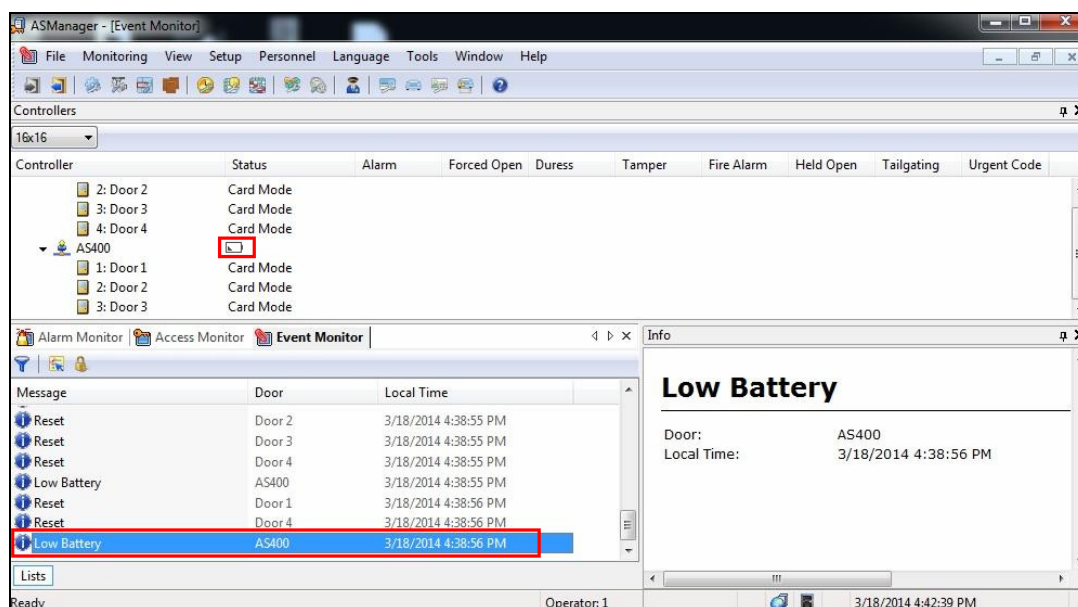 ASManager - [Event Monitor]
File Monitoring View Setup Personnel Language Tools Window Help
Controllers
16x16
Controller Status Alarm Forced Open Duress Tamper Fire Alarm Held Open Tailgating Urgent Code
2: Door 2 Card Mode
3: Door 3 Card Mode
4: Door 4 Card Mode
AS400
1: Door 1 Card Mode
2: Door 2 Card Mode
3: Door 3 Card Mode
Alarm Monitor Access Monitor Event Monitor Info
Message Door Local Time
Reset Door 2 3/18/2014 4:38:55 PM
Reset Door 3 3/18/2014 4:38:55 PM
Reset Door 4 3/18/2014 4:38:55 PM
Low Battery AS400 3/18/2014 4:38:55 PM
Reset Door 1 3/18/2014 4:38:56 PM
Reset Door 4 3/18/2014 4:38:56 PM
Low Battery AS400 3/18/2014 4:38:56 PM
Low Battery
Door: AS400
Local Time: 3/18/2014 4:38:56 PM
Lists
Ready Operator: 1 3/18/2014 4:42:39 PM